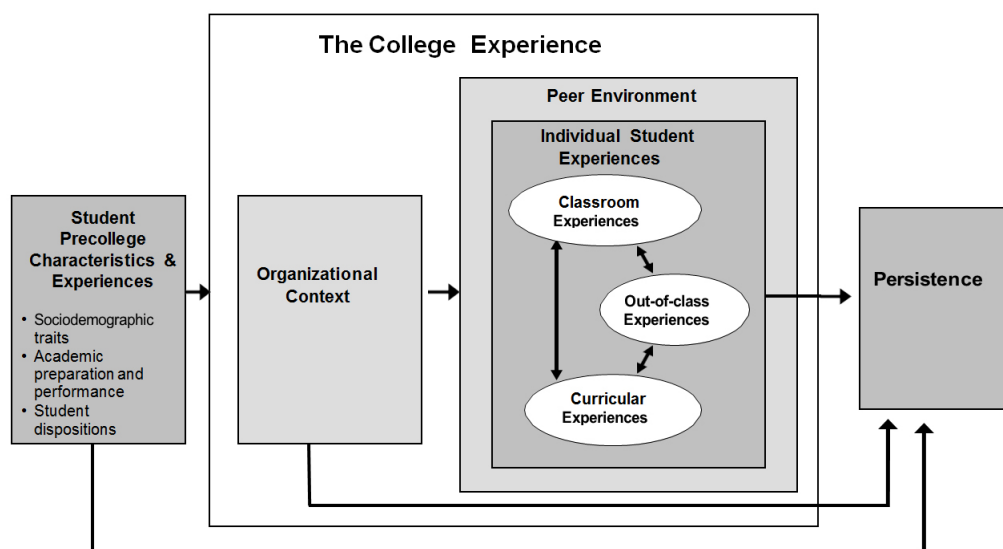 The College Experience
Peer Environment
Individual Student
Experiences
Classroom
Experiences
Student
Precollege
Characteristics &
Experiences
• Sociodemographic
traits
• Academic
preparation and
performance
• Student
dispositions
Organizational
Context
Out-of-class
Experiences
Curricular
Experiences
Persistence